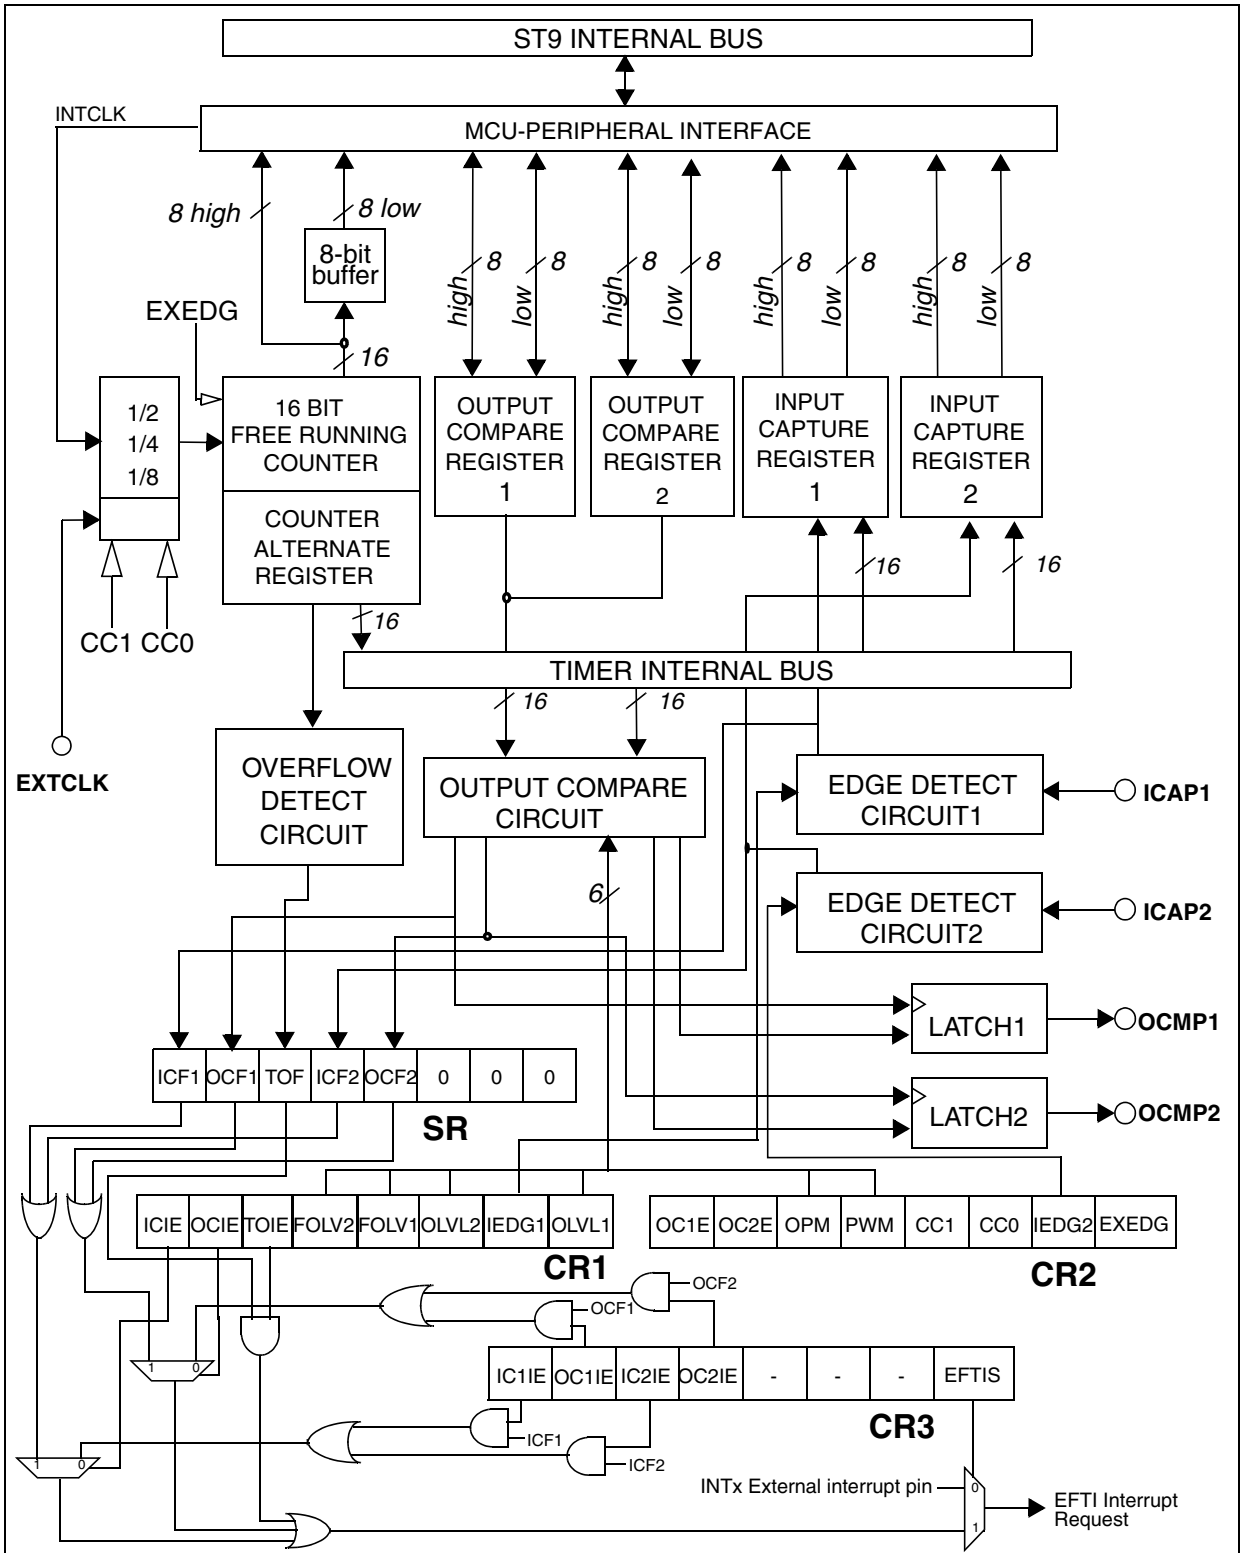 ST9 INTERNAL BUS
INTCLK
MCU-PERIPHERAL INTERFACE
8 high
8 low
8-bit
buffer
high
8
low
8
high
8
low
8
high
8
low
8
high
8
low
8
EXEDG
16
1/2
1/4
1/8
16 BIT
FREE RUNNING
COUNTER
COUNTER
ALTERNATE
REGISTER
OUTPUT
COMPARE
REGISTER
1
OUTPUT
COMPARE
REGISTER
2
INPUT
CAPTURE
REGISTER
1
INPUT
CAPTURE
REGISTER
2
16
16
CC1 CC0
16
TIMER INTERNAL BUS
16
16
EXTCLK
OVERFLOW
DETECT
CIRCUIT
OUTPUT COMPARE
CIRCUIT
EDGE DETECT
CIRCUIT1
ICAP1
6
EDGE DETECT
CIRCUIT2
ICAP2
LATCH1
OCMP1
LATCH2
OCMP2
ICF1 OCF1 TOF ICF2 OCF2 0 0 0
SR
ICIE OCIE TOIE FOLV2 FOLV1 OLVL2 IEDG1 OLVL1
CR1
OC1E OC2E OPM PWM CC1 CC0 IEDG2 EXEDG
CR2
OCF2
OCF1
1 0
IC1IE OC1IE IC2IE OC2IE - - - EFTIS
CR3
ICF1
ICF2
1 0
INTx External interrupt pin
0
1
EFTI Interrupt
Request